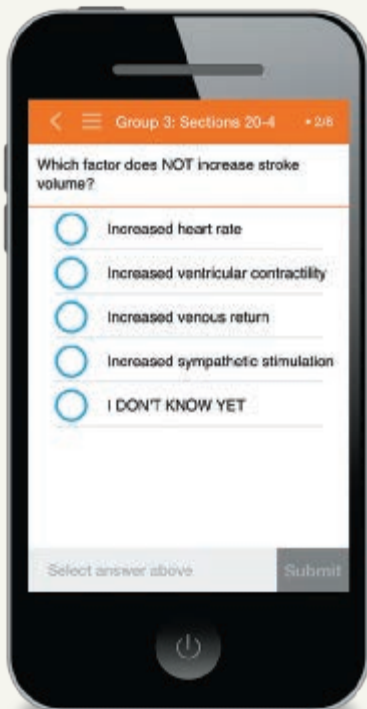 Group 3: Sections 20-4 • 2/8
Which factor does NOT increase stroke
volume?
Increased heart rate
Increased ventricular contractility
Increased venous return
Increased sympathetic stimulation
I DON'T KNOW YET
Select answer above Submit